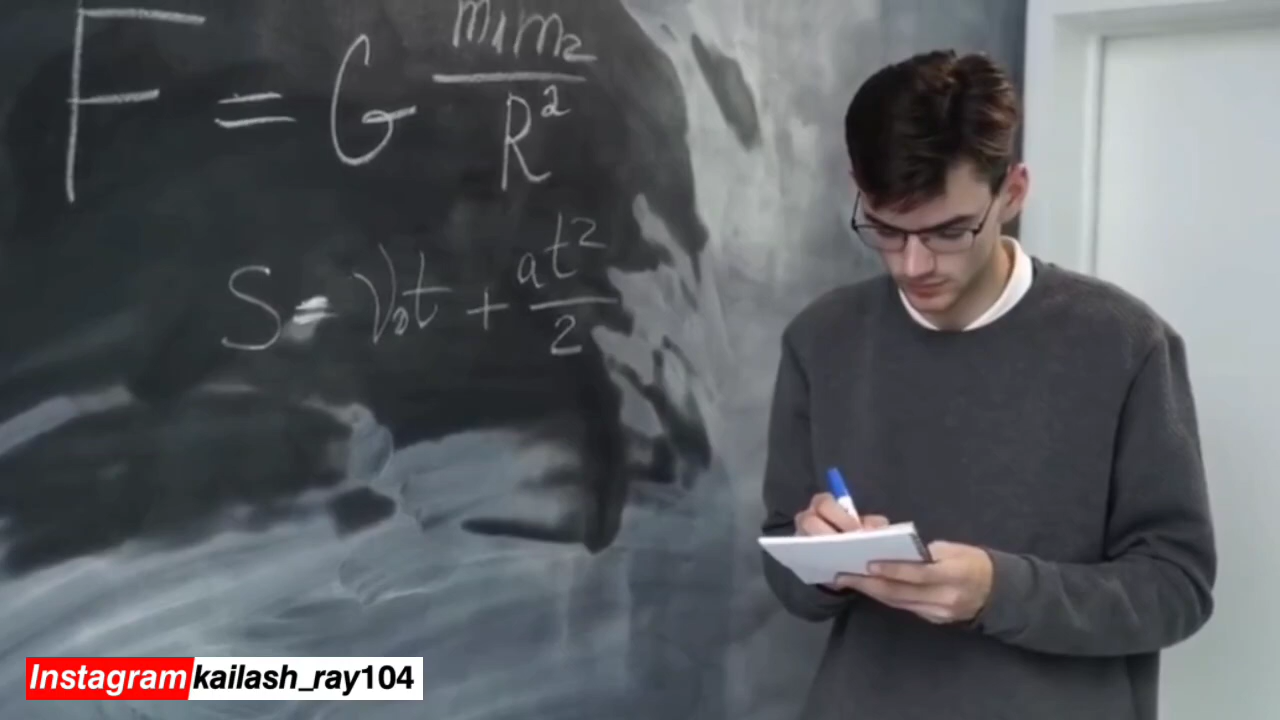 F = G m1m2/R²
S = V₀t + at²/2
Instagram kailash_ray104